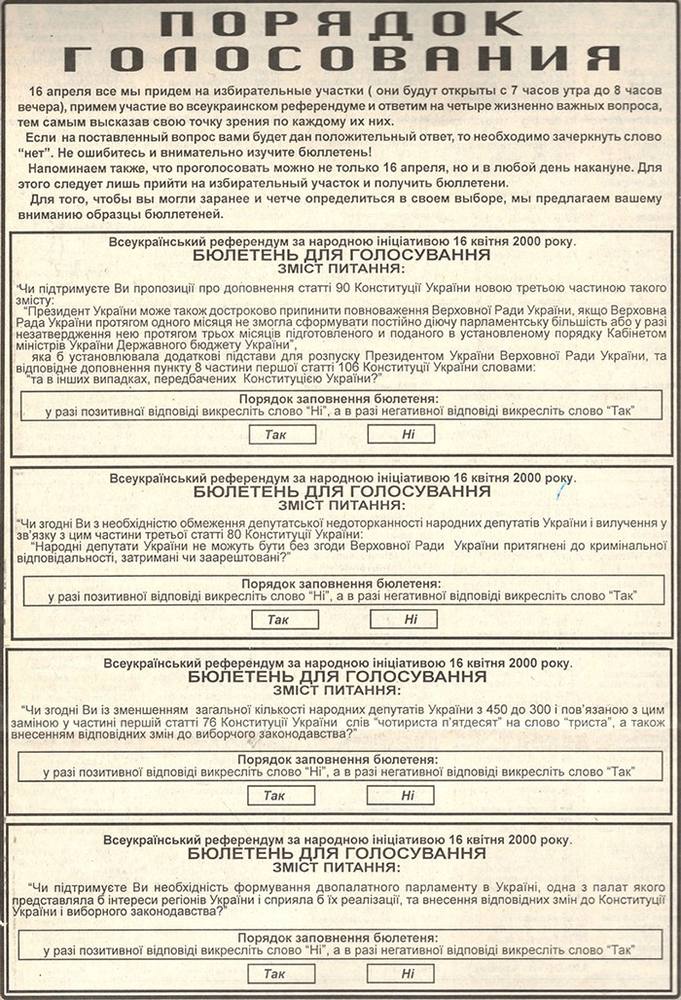 ПОРЯДОК
ГОЛОСОВАНИЯ
16 апреля все мы придем на избирательные участки ( они будут открыты с 7 часов утра до 8 часов
вечера), примем участие во всеукраинском референдуме и ответим на четыре жизненно важных вопроса,
тем самым высказав свою точку зрения по каждому их них.
Если на поставленный вопрос вами будет дан положительный ответ, то необходимо зачеркнуть слово
“нет”. Не ошибитесь и внимательно изучите бюллетень!
Напоминаем также, что проголосовать можно не только 16 апреля, но и в любой день накануне. Для
этого следует лишь прийти на избирательный участок и получить бюллетени.
Для того, чтобы вы могли заранее и четче определиться в своем выборе, мы предлагаем вашему
вниманию образцы бюллетеней.
Всеукраїнський референдум за народною ініціативою 16 квітня 2000 року.
БЮЛЕТЕНЬ ДЛЯ ГОЛОСУВАННЯ
ЗМІСТ ПИТАННЯ:
“Чи підтримуєте Ви пропозиції про доповнення статті 90 Конституції України новою третьою частиною такого
змісту:
“Президент України може також достроково припинити повноваження Верховної Ради України, якщо Верховна
Рада України протягом одного місяця не змогла сформувати постійно діючу парламентську більшість або у разі
незатвердження нею протягом трьох місяців підготовленого и поданого в установленому порядку Кабінетом
міністрів України Державного бюджету України”,
яка б установлювала додаткові підстави для розпуску Президентом України Верховної Ради України, та
відповідне доповнення пункту 8 частини першої статті 106 Конституції України словами:
“та в інших випадках, передбачених Конституцією України?”
Порядок заповнення бюлетеня:
у разі позитивної відповіді викресліть слово “Ні”, а в разі негативної відповіді викресліть слово “Так”
Так Ні
Всеукраїнський референдум за народною ініціативою 16 квітня 2000 року.
БЮЛЕТЕНЬ ДЛЯ ГОЛОСУВАННЯ
ЗМІСТ ПИТАННЯ:
“Чи згодні Ви з необхідністю обмеження депутатської недоторканності народних депутатів України і вилучення у
зв’язку з цим частини третьої статті 80 Конституції України:
“Народні депутати України не можуть бути без згоди Верховної Ради України притягнені до кримінальної
відповідальності, затримані чи заарештовані?”
Порядок заповнення бюлетеня:
у разі позитивної відповіді викресліть слово “Ні”, а в разі негативної відповіді викресліть слово “Так”
Так Ні
Всеукраїнський референдум за народною ініціативою 16 квітня 2000 року.
БЮЛЕТЕНЬ ДЛЯ ГОЛОСУВАННЯ
ЗМІСТ ПИТАННЯ:
“Чи згодні Ви із зменшенням загальної кількості народних депутатів України з 450 до 300 і пов’язаною з цим
заміною у частині першій статті 76 Конституції України слів “чотириста п’ятдесят” на слово “триста”, а також
внесенням відповідних змін до виборчого законодавства?”
Порядок заповнення бюлетеня:
у разі позитивної відповіді викресліть слово “Ні”, а в разі негативної відповіді викресліть слово “Так”
Так Ні
Всеукраїнський референдум за народною ініціативою 16 квітня 2000 року.
БЮЛЕТЕНЬ ДЛЯ ГОЛОСУВАННЯ
ЗМІСТ ПИТАННЯ:
“Чи підтримуєте Ви необхідність формування двопалатного парламенту в Україні, одна з палат якого
представляла б інтереси регіонів України і сприяла б їх реалізації, та внесення відповідних змін до Конституції
України і виборчого законодавства?”
Порядок заповнення бюлетеня:
у разі позитивної відповіді викресліть слово “Ні”, а в разі негативної відповіді викресліть слово “Так”
Так Ні